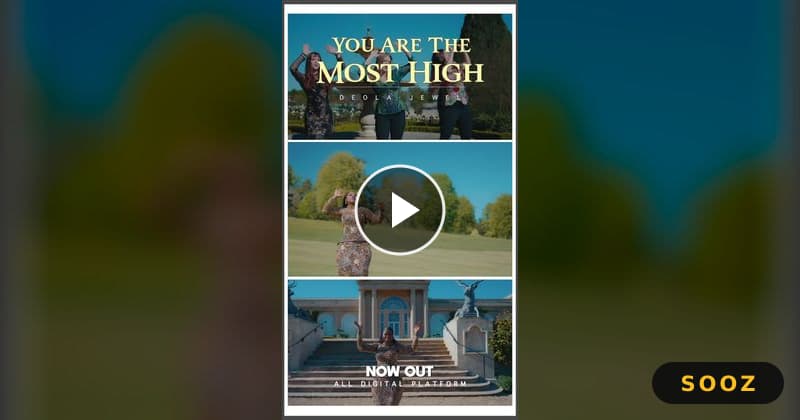 YOU ARE THE
MOST HIGH
DEOLA JEWEL
NOW OUT
ALL DIGITAL PLATFORM
SOOZ